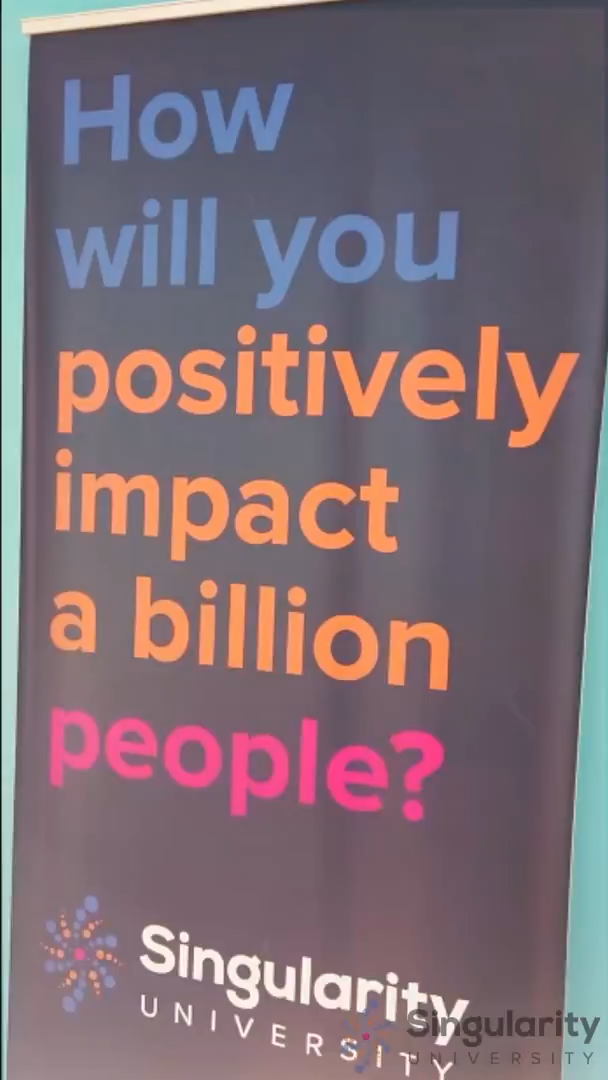 How
will you
positively
impact
a billion
people?
Singularity
UNIVERSITY
Singularity
UNIVERSITY